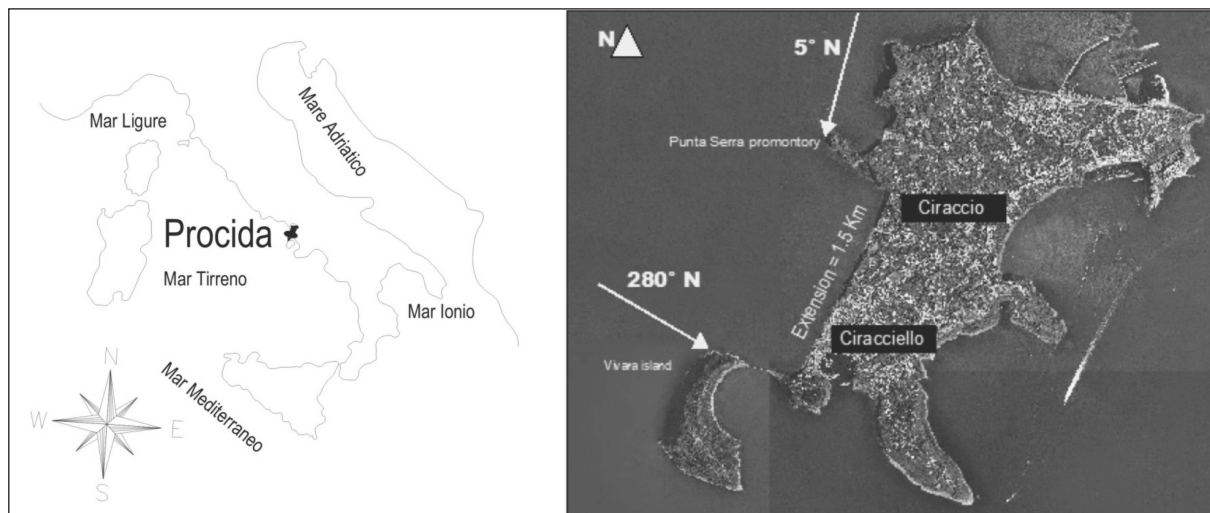 Mar Ligure
Mare Adriatico
Procida
Mar Tirreno
Mar Ionio
Mar Mediterraneo
N
W
E
S
N
5° N
Punta Serra promontory
Ciraccio
Extension = 1.5 Km
280° N
Ciracciello
Vivara island